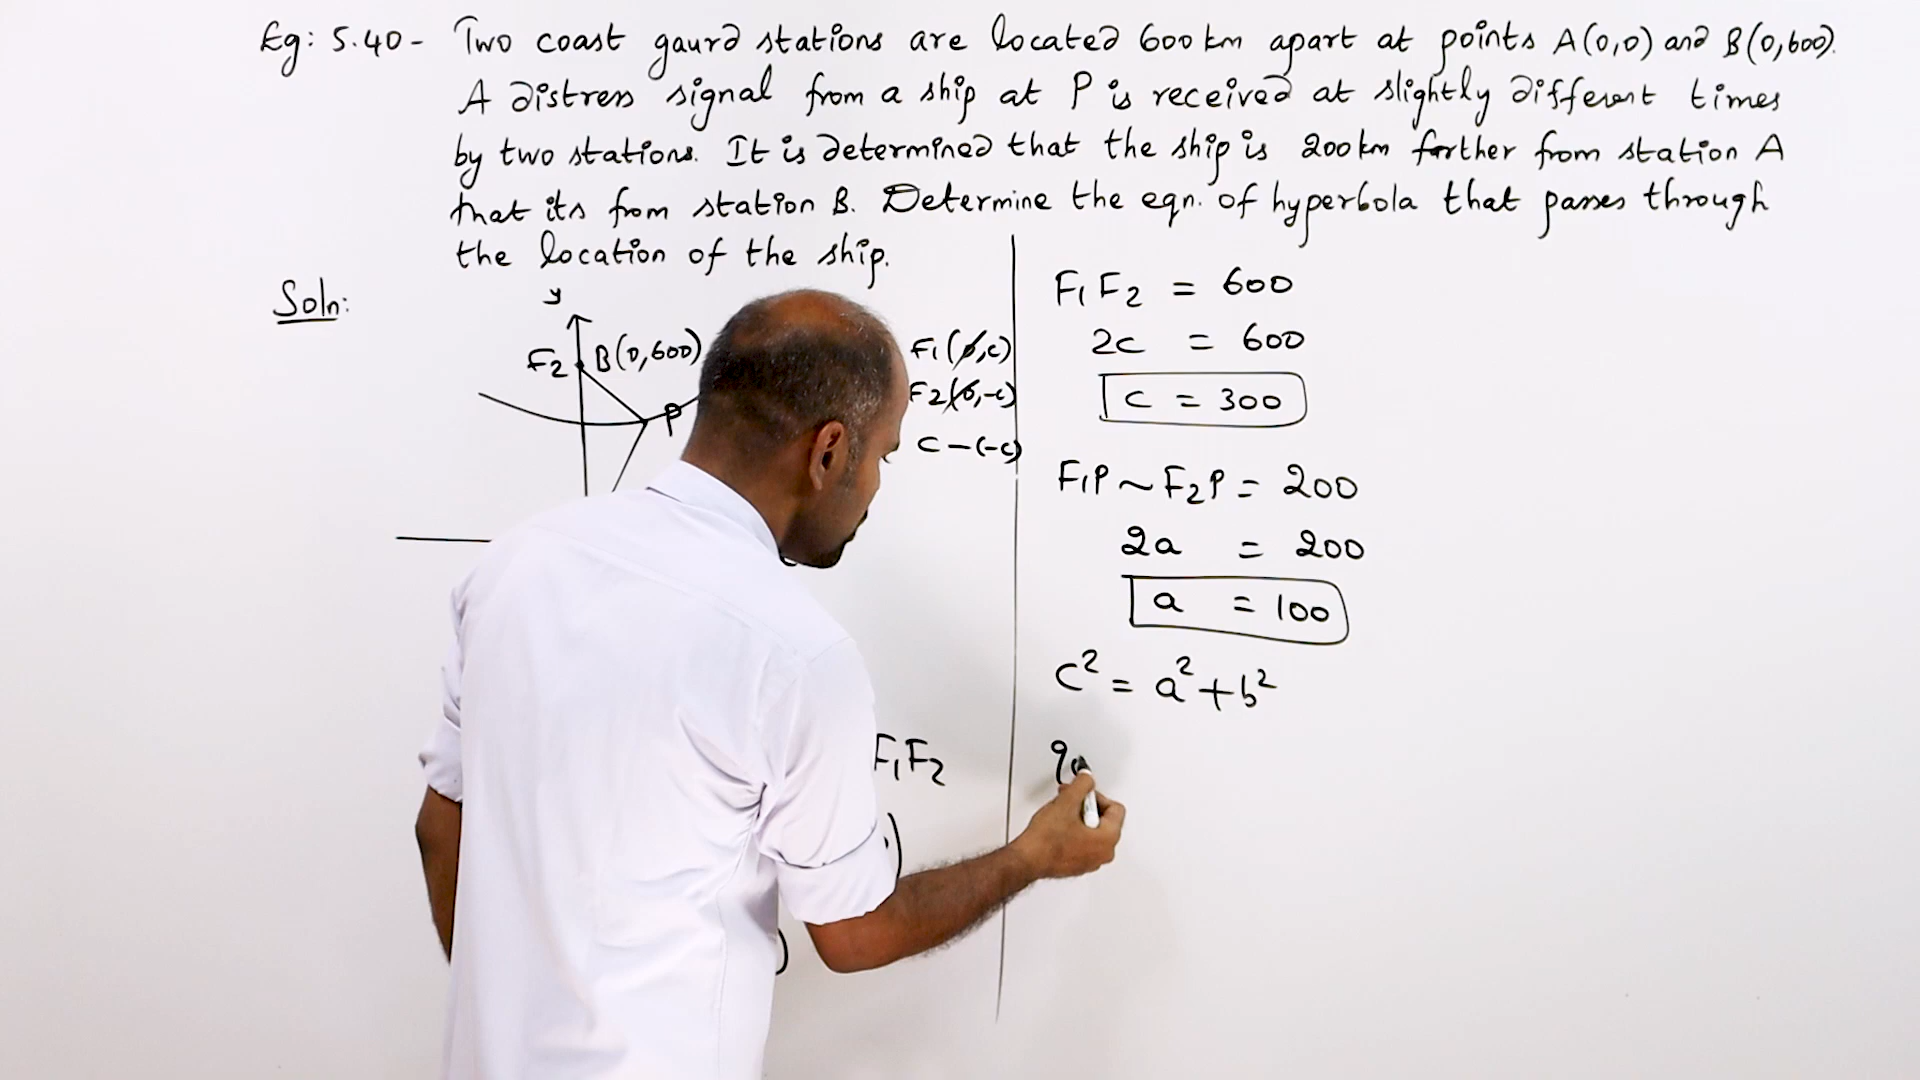 Eg: 5.40 - Two coast gaurd stations are located 600 km apart at points A(0,0) and B(0,600).
A distress signal from a ship at P is received at slightly different times
by two stations. It is determined that the ship is 200 km farther from station A
that its from station B. Determine the eqn. of hyperbola that passes through
the location of the ship.
Soln:
y
F2 B(0,600)
P
F1(0,c)
F2(0,-c)
c-(-c)
F1F2
)
)
F1F2 = 600
2c = 600
c = 300
F1P ~ F2P = 200
2a = 200
a = 100
c² = a² + b²
90